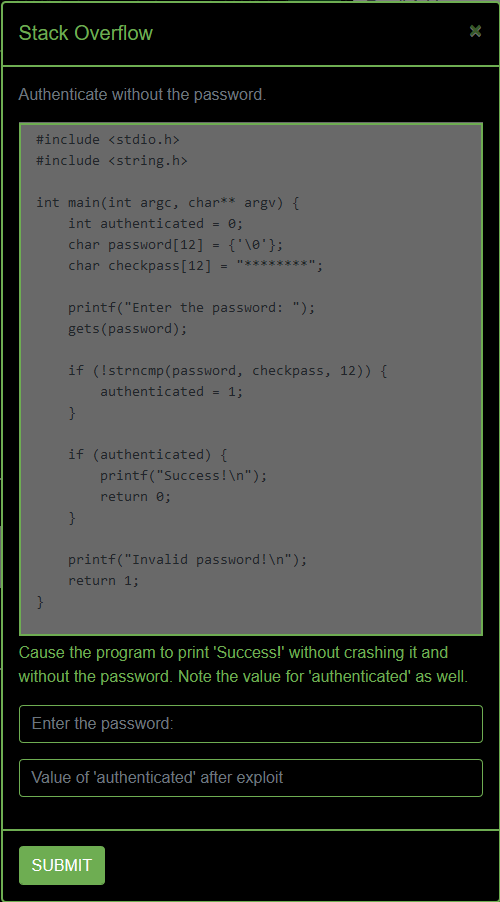 Stack Overflow
×
Authenticate without the password.
#include <stdio.h>
#include <string.h>
int main(int argc, char** argv) {
int authenticated = 0;
char password[12] = {'\0'};
char checkpass[12] = "********";
printf("Enter the password: ");
gets(password);
if (!strncmp(password, checkpass, 12)) {
authenticated = 1;
}
if (authenticated) {
printf("Success!\n");
return 0;
}
printf("Invalid password!\n");
return 1;
}
Cause the program to print 'Success!' without crashing it and
without the password. Note the value for 'authenticated' as well.
Enter the password:
Value of 'authenticated' after exploit
SUBMIT